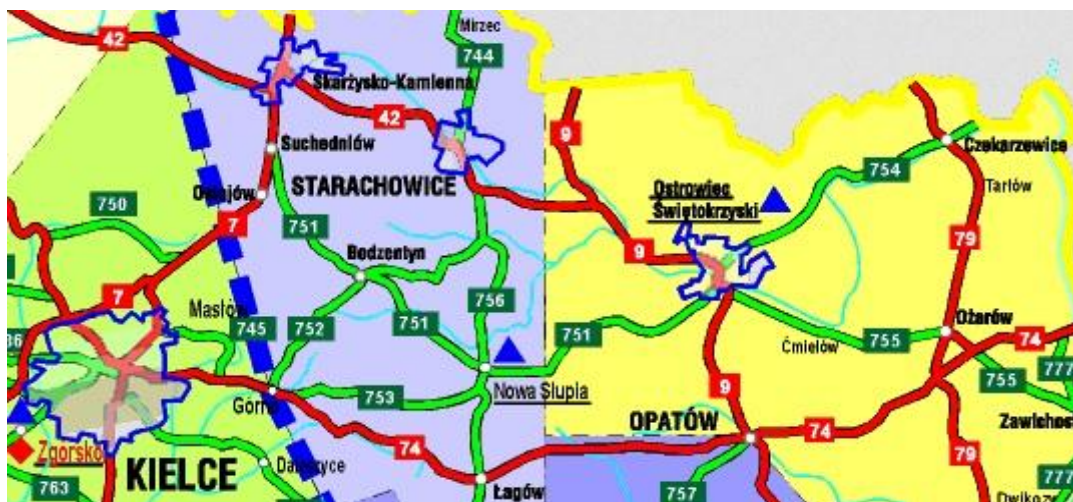 42
Mirzec
744
Skarżysko-Kamienna
42
9
Suchedniów
Czekarzewice
754
STARACHOWICE
Ostrowiec
Świętokrzyski
Tarłów
750
7
751
79
9
Bodzentyn
7
Masłów
745
752
751
756
751
Ożarów
755
74
Ćmielów
Nowa Słupia
755
777
753
9
Górno
OPATÓW
74
Zawichost
Zgórsko
74
KIELCE
79
Daleszyce
763
Łagów
757
777
Dwikozy